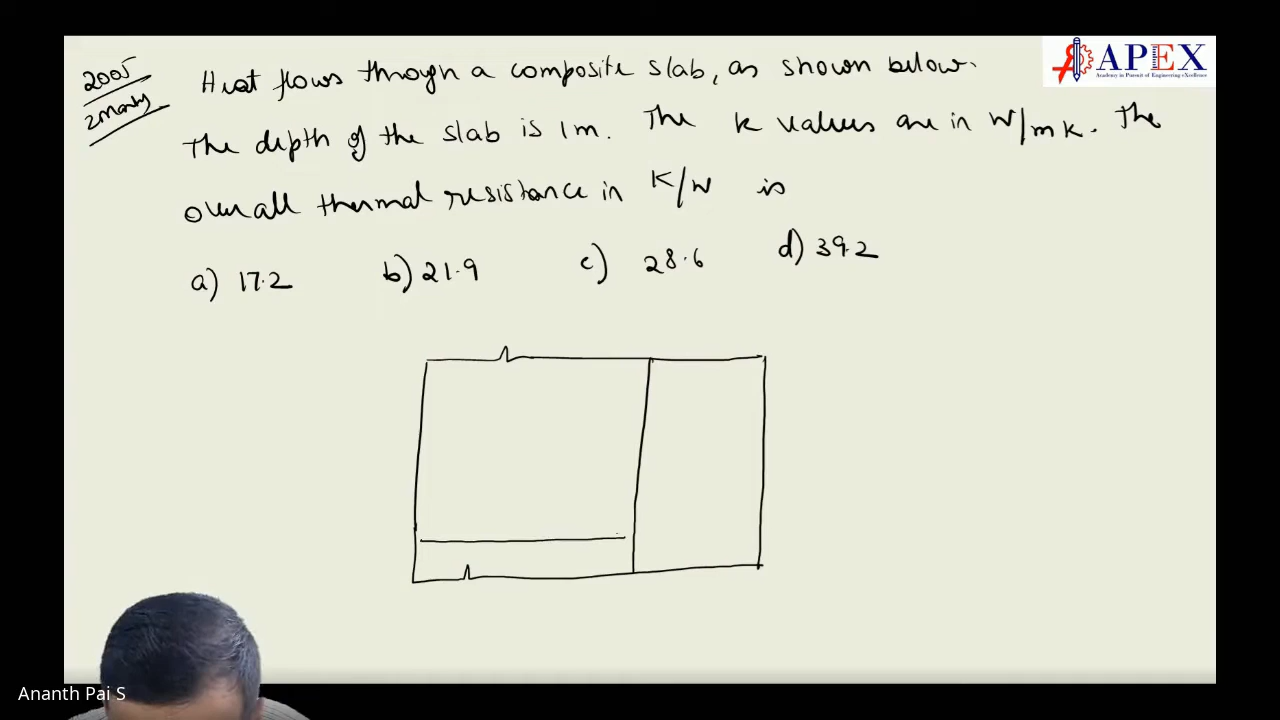 2005
2 Marks
Heat flows through a composite slab, as shown below.
The depth of the slab is 1m. The k values are in W/mK. The
overall thermal resistance in K/W is
a) 17.2 b) 21.9 c) 28.6 d) 39.2
APEX
Academy in Pursuit of Engineering eXcellence
Ananth Pai S